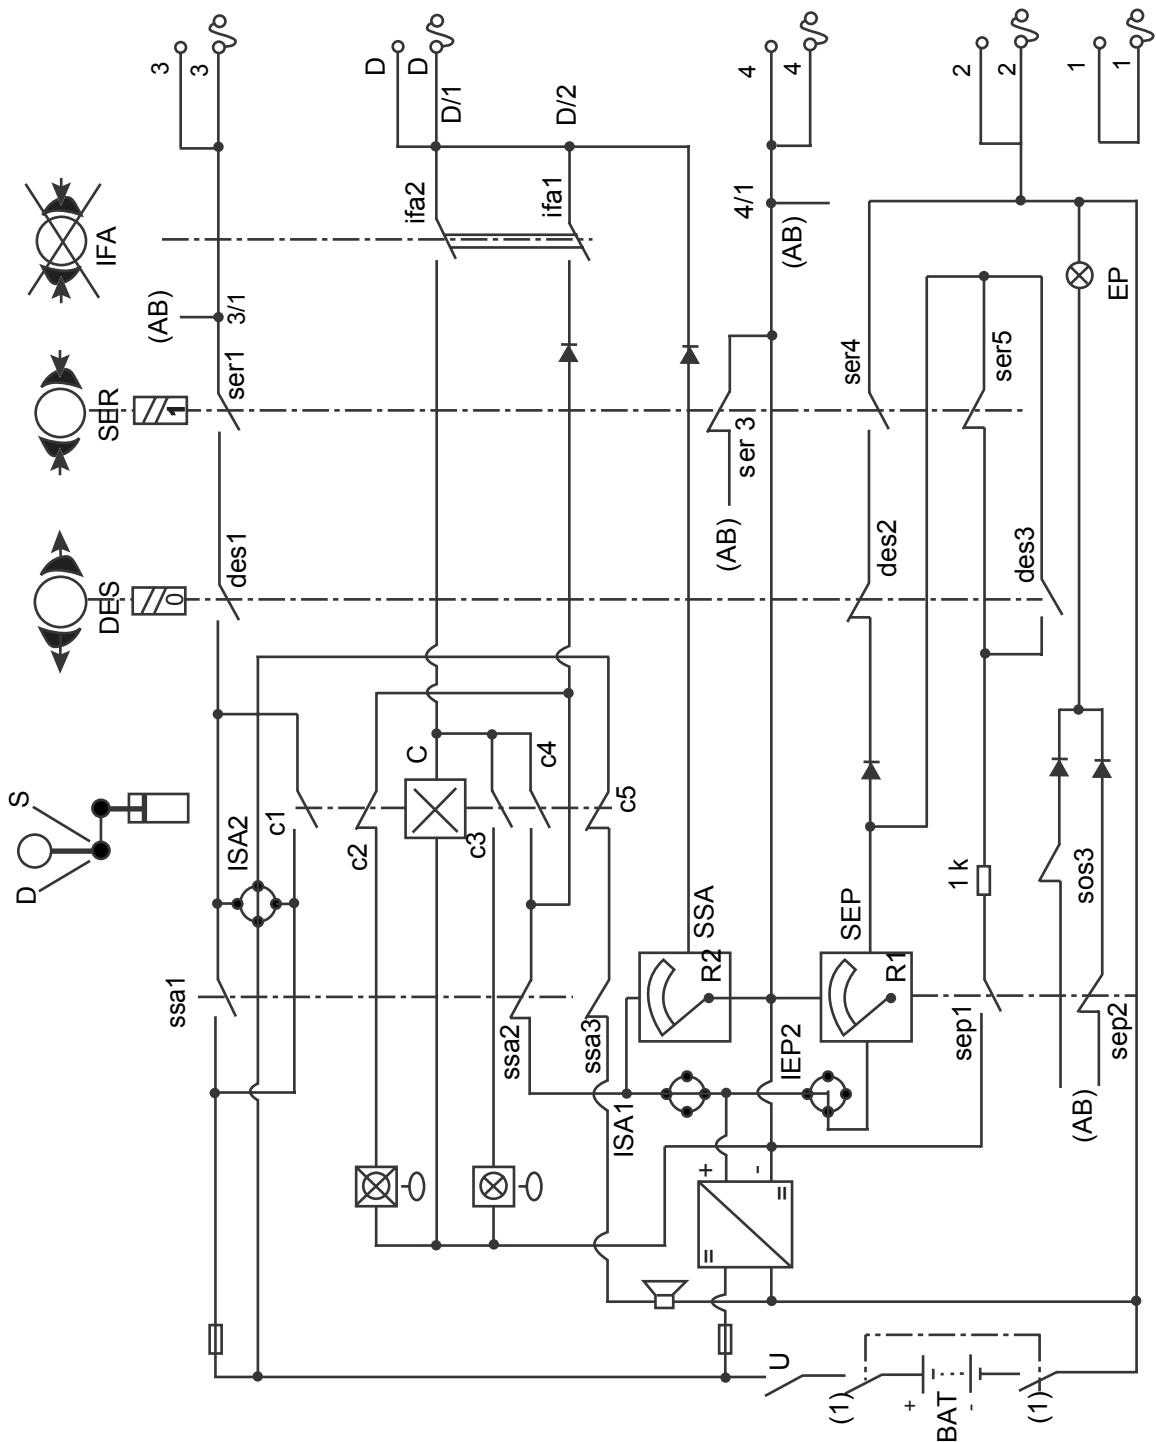 3
3
D
D
4
4
2
2
1
1
D/1
D/2
IFA
ifa2
ifa1
4/1
(AB)
(AB)
3/1
EP
SER
1
ser1
ser 3
(AB)
ser4
ser5
DES
0
des1
des2
des3
S
D
ISA2
c1
c2
C
c3
c4
c5
1 k
sos3
SSA
SEP
R2
R1
ssa1
ssa2
ssa3
ISA1
IEP2
sep1
sep2
(AB)
+
-
=
=
U
(1)
+
BAT
-
(1)